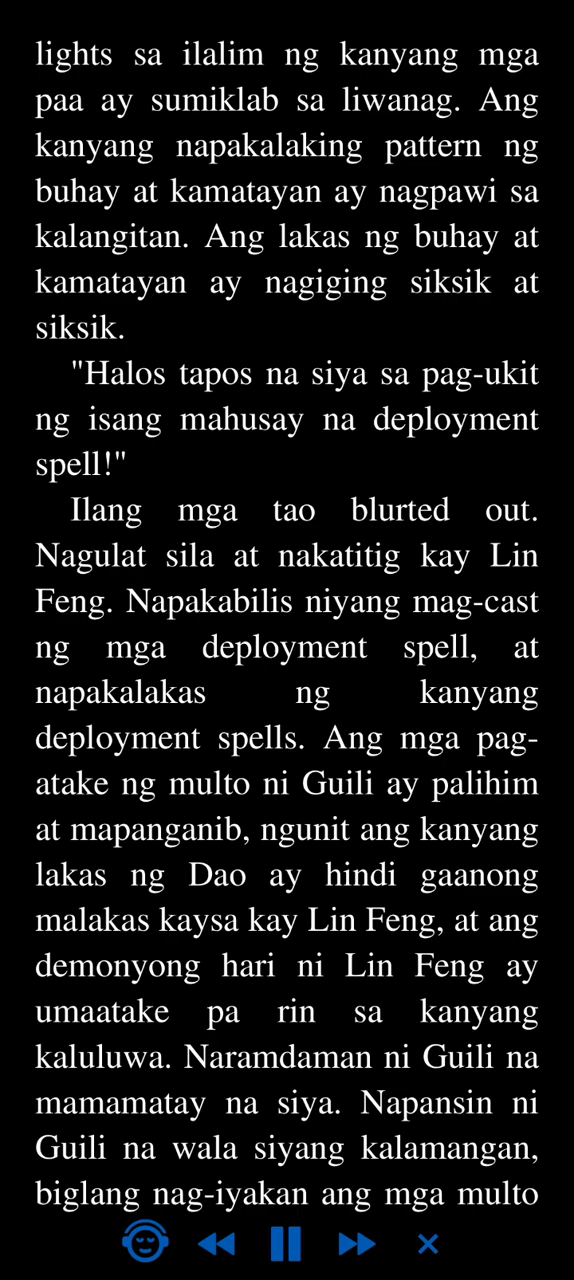 lights sa ilalim ng kanyang mga
paa ay sumiklab sa liwanag. Ang
kanyang napakalaking pattern ng
buhay at kamatayan ay nagpawi sa
kalangitan. Ang lakas ng buhay at
kamatayan ay nagiging siksik at
siksik.
"Halos tapos na siya sa pag-ukit
ng isang mahusay na deployment
spell!"
Ilang mga tao blurted out.
Nagulat sila at nakatitig kay Lin
Feng. Napakabilis niyang mag-cast
ng mga deployment spell, at
napakalakas ng kanyang
deployment spells. Ang mga pag-
atake ng multo ni Guili ay palihim
at mapanganib, ngunit ang kanyang
lakas ng Dao ay hindi gaanong
malakas kaysa kay Lin Feng, at ang
demonyong hari ni Lin Feng ay
umaatake pa rin sa kanyang
kaluluwa. Naramdaman ni Guili na
mamamatay na siya. Napansin ni
Guili na wala siyang kalamangan,
biglang nag-iyakan ang mga multo